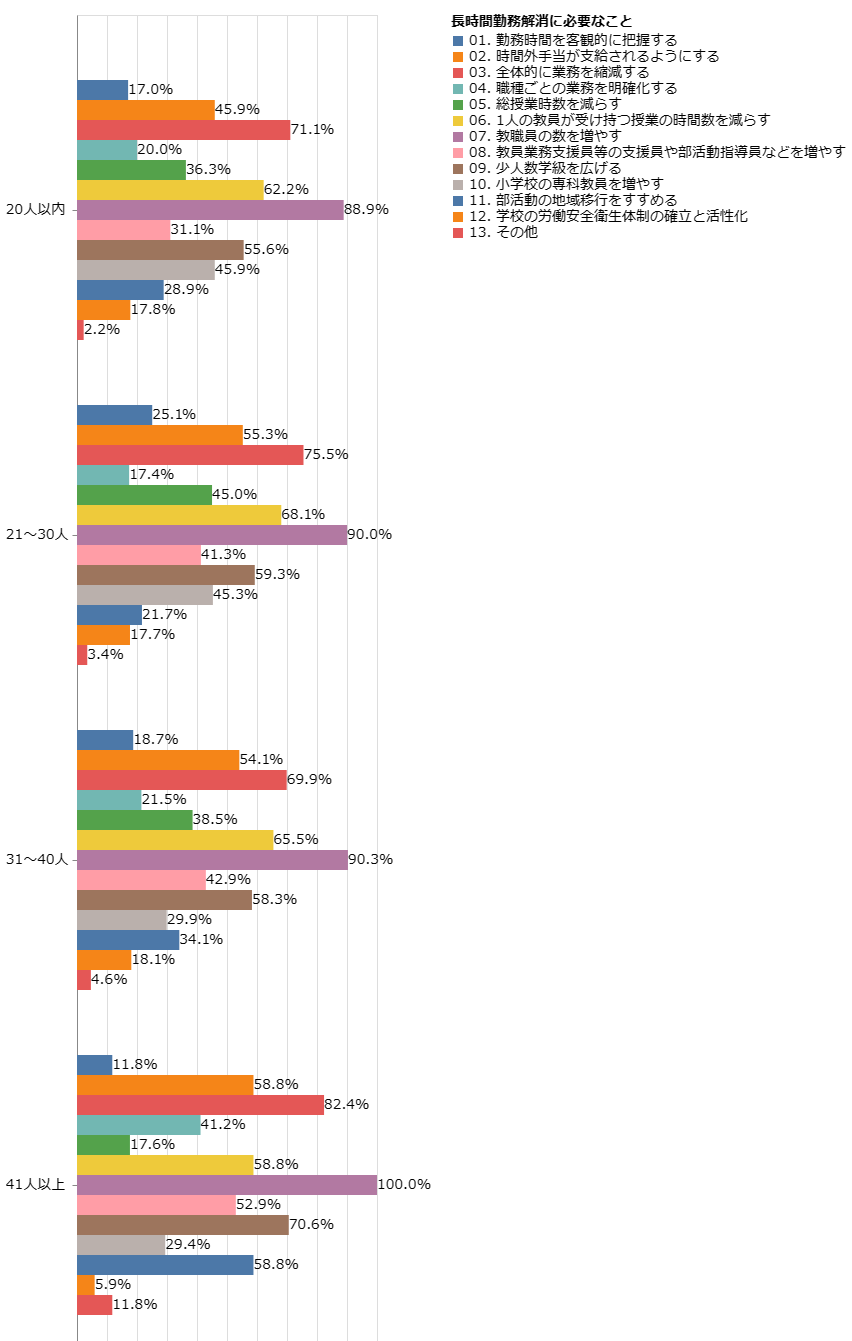 長時間勤務解消に必要なこと
01. 勤務時間を客観的に把握する
02. 時間外手当が支給されるようにする
03. 全体的に業務を縮減する
04. 職種ごとの業務を明確化する
05. 総授業時数を減らす
06. 1人の教員が受け持つ授業の時間数を減らす
07. 教職員の数を増やす
08. 教員業務支援員等の支援員や部活動指導員などを増やす
09. 少人数学級を広げる
10. 小学校の専科教員を増やす
11. 部活動の地域移行をすすめる
12. 学校の労働安全衛生体制の確立と活性化
13. その他
20人以内
17.0%
45.9%
71.1%
20.0%
36.3%
62.2%
88.9%
31.1%
55.6%
45.9%
28.9%
17.8%
2.2%
21～30人
25.1%
55.3%
75.5%
17.4%
45.0%
68.1%
90.0%
41.3%
59.3%
45.3%
21.7%
17.7%
3.4%
31～40人
18.7%
54.1%
69.9%
21.5%
38.5%
65.5%
90.3%
42.9%
58.3%
29.9%
34.1%
18.1%
4.6%
41人以上
11.8%
58.8%
82.4%
41.2%
17.6%
58.8%
100.0%
52.9%
70.6%
29.4%
58.8%
5.9%
11.8%